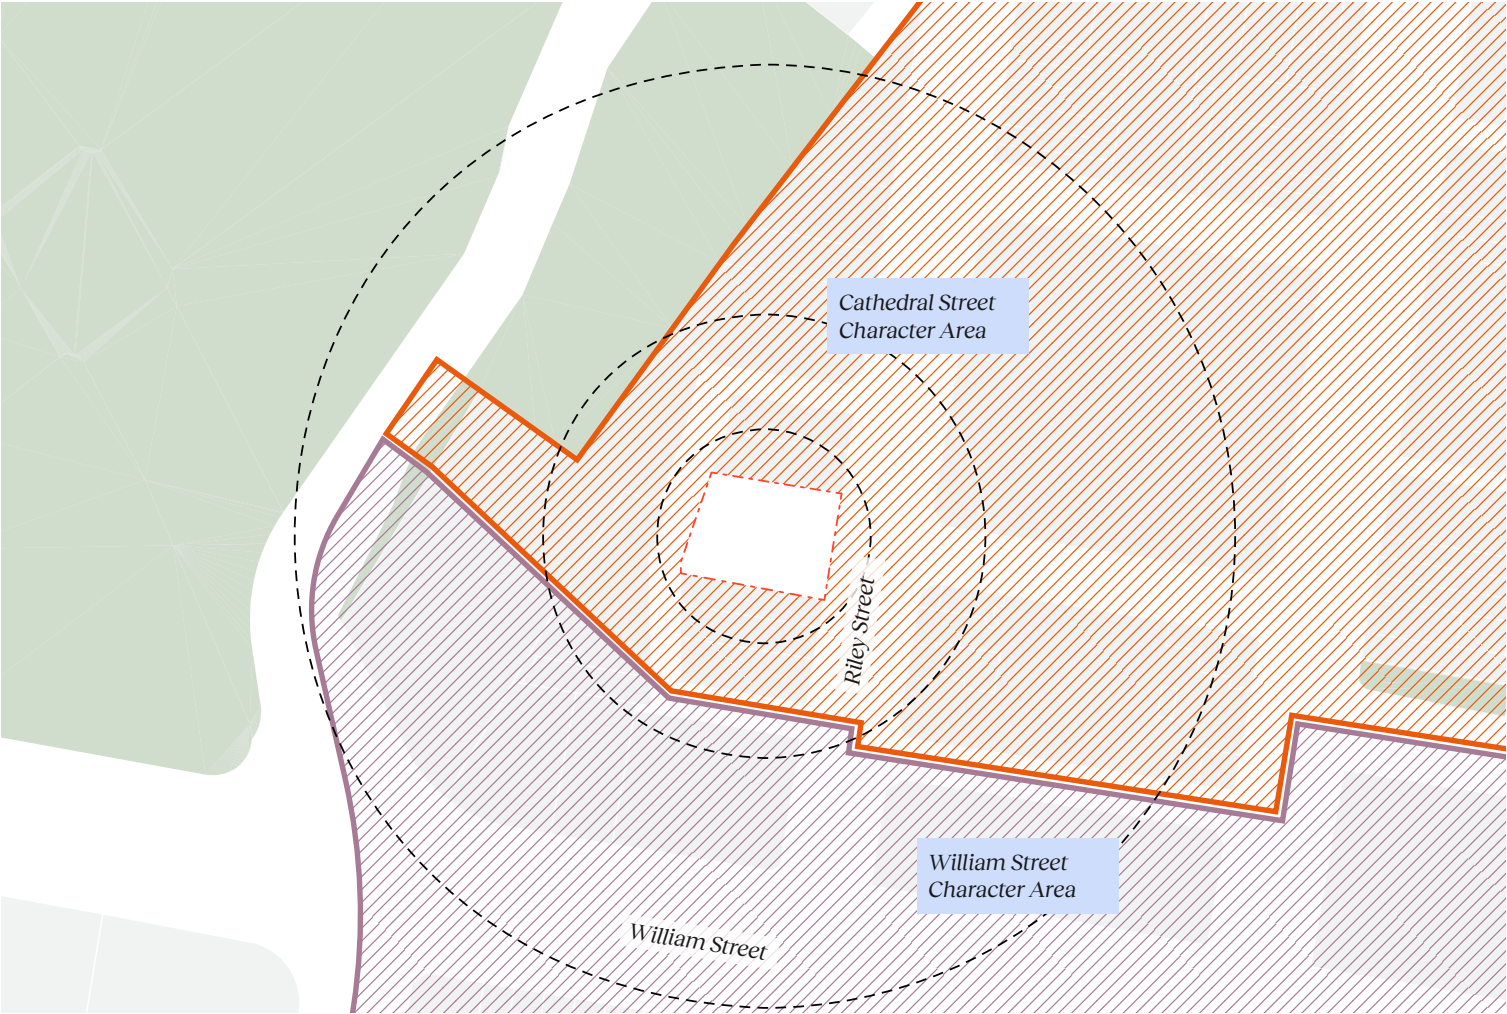 Cathedral Street
Character Area
Riley Street
William Street
Character Area
William Street